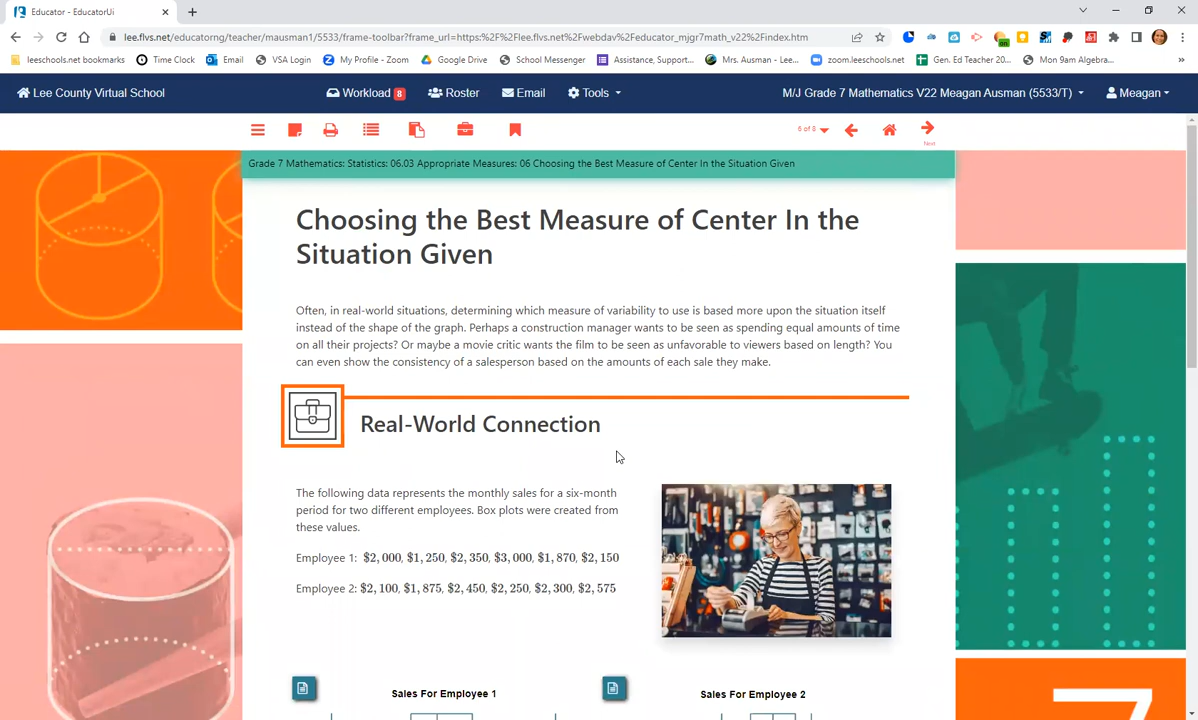 Educator - EducatorUi
lee.flvs.net/educatorng/teacher/mausman1/5533/frame-toolbar?frame_url=https:%2F%2Flee.flvs.net%2Fwebdav%2Feducator_mjgr7math_v22%2Findex.htm
leeschools.net bookmarks
Time Clock
Email
VSA Login
My Profile - Zoom
Google Drive
School Messenger
Assistance, Support...
Mrs. Ausman - Lee...
zoom.leeschools.net
Gen. Ed Teacher 20...
Mon 9am Algebra...
Lee County Virtual School
Workload 8
Roster
Email
Tools
M/J Grade 7 Mathematics V22 Meagan Ausman (5533/T)
Meagan
6 of 8
Next
Grade 7 Mathematics: Statistics: 06.03 Appropriate Measures: 06 Choosing the Best Measure of Center In the Situation Given
Choosing the Best Measure of Center In the
Situation Given
Often, in real-world situations, determining which measure of variability to use is based more upon the situation itself
instead of the shape of the graph. Perhaps a construction manager wants to be seen as spending equal amounts of time
on all their projects? Or maybe a movie critic wants the film to be seen as unfavorable to viewers based on length? You
can even show the consistency of a salesperson based on the amounts of each sale they make.
Real-World Connection
The following data represents the monthly sales for a six-month
period for two different employees. Box plots were created from
these values.
Employee 1: $2,000, $1,250, $2,350, $3,000, $1,870, $2,150
Employee 2: $2,100, $1,875, $2,450, $2,250, $2,300, $2,575
Sales For Employee 1
Sales For Employee 2